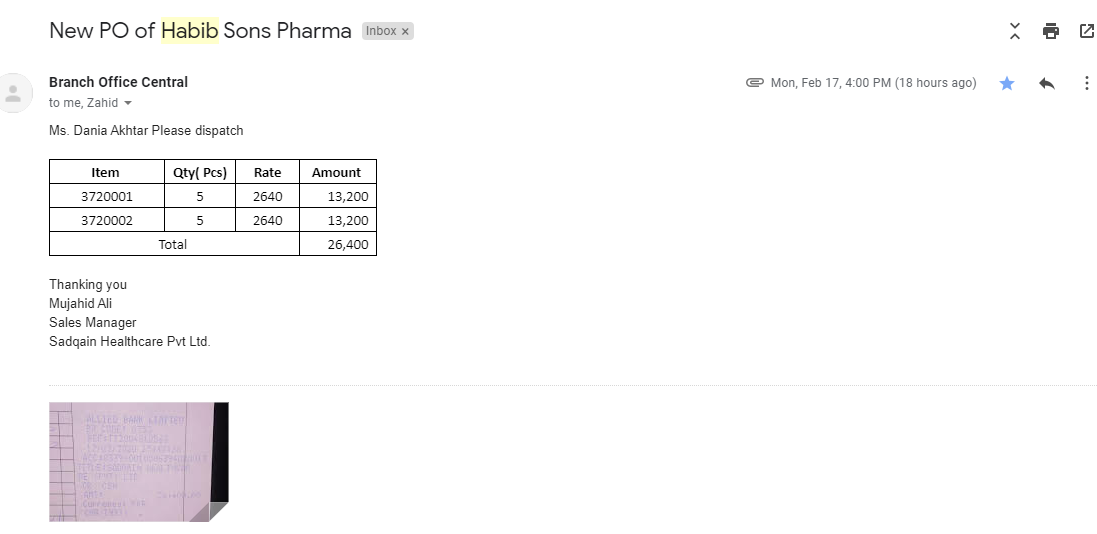 New PO of Habib Sons Pharma Inbox ×
Branch Office Central
Mon, Feb 17, 4:00 PM (18 hours ago)
to me, Zahid
Ms. Dania Akhtar Please dispatch
Item Qty( Pcs) Rate Amount
3720001 5 2640 13,200
3720002 5 2640 13,200
Total 26,400
Thanking you
Mujahid Ali
Sales Manager
Sadqain Healthcare Pvt Ltd.
ALLIED BANK LIMITED